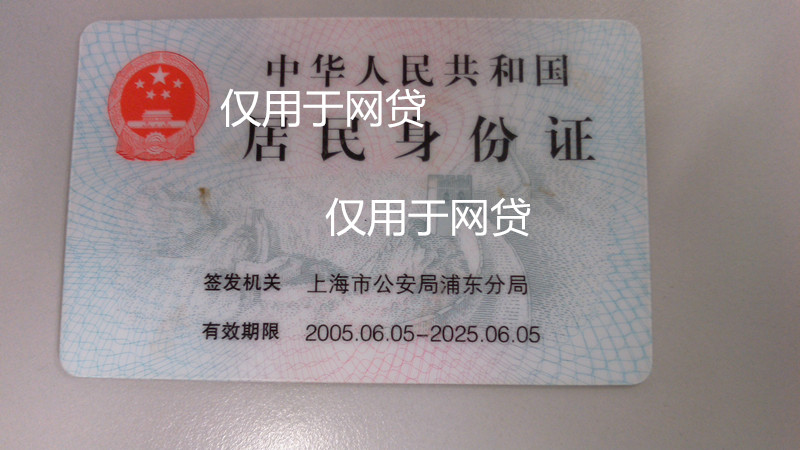 中华人民共和国
仅用于网贷
居民身份证
仅用于网贷
签发机关 上海市公安局浦东分局
有效期限 2005.06.05-2025.06.05